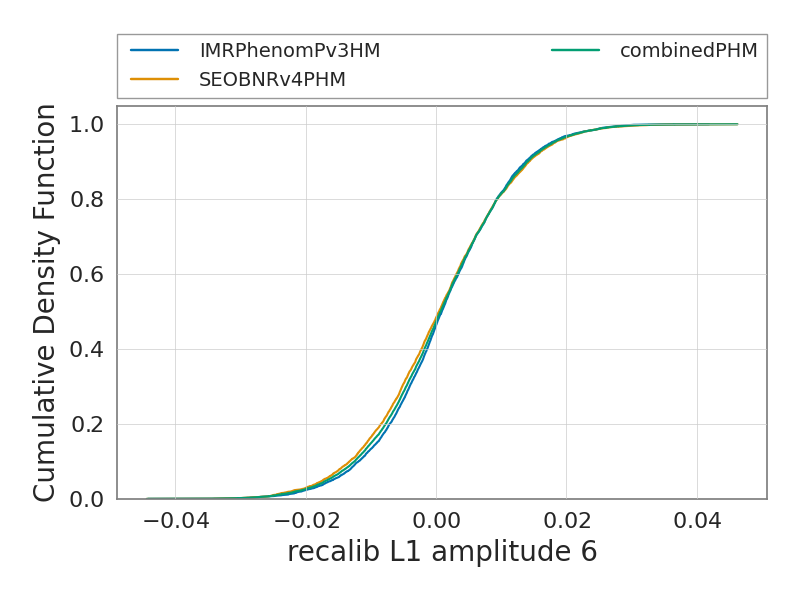 IMRPhenomPv3HM
SEOBNRv4PHM
combinedPHM
Cumulative Density Function
1.0
0.8
0.6
0.4
0.2
0.0
−0.04 −0.02 0.00 0.02 0.04
recalib L1 amplitude 6